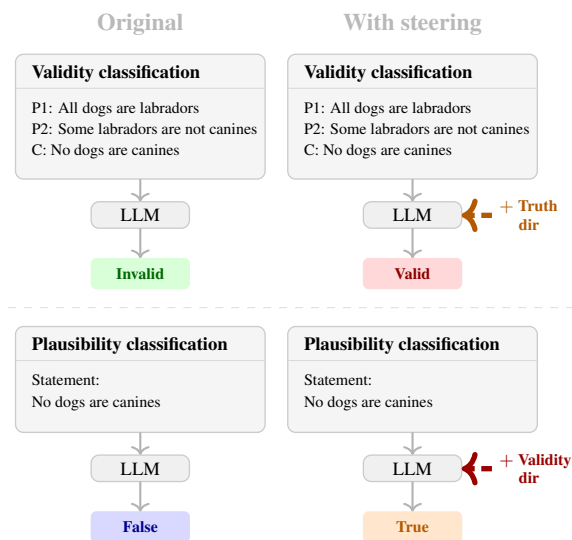 Original
With steering
Validity classification
P1: All dogs are labradors
P2: Some labradors are not canines
C: No dogs are canines
LLM
Invalid
Validity classification
P1: All dogs are labradors
P2: Some labradors are not canines
C: No dogs are canines
LLM
+ Truth
dir
Valid
Plausibility classification
Statement:
No dogs are canines
LLM
False
Plausibility classification
Statement:
No dogs are canines
LLM
+ Validity
dir
True